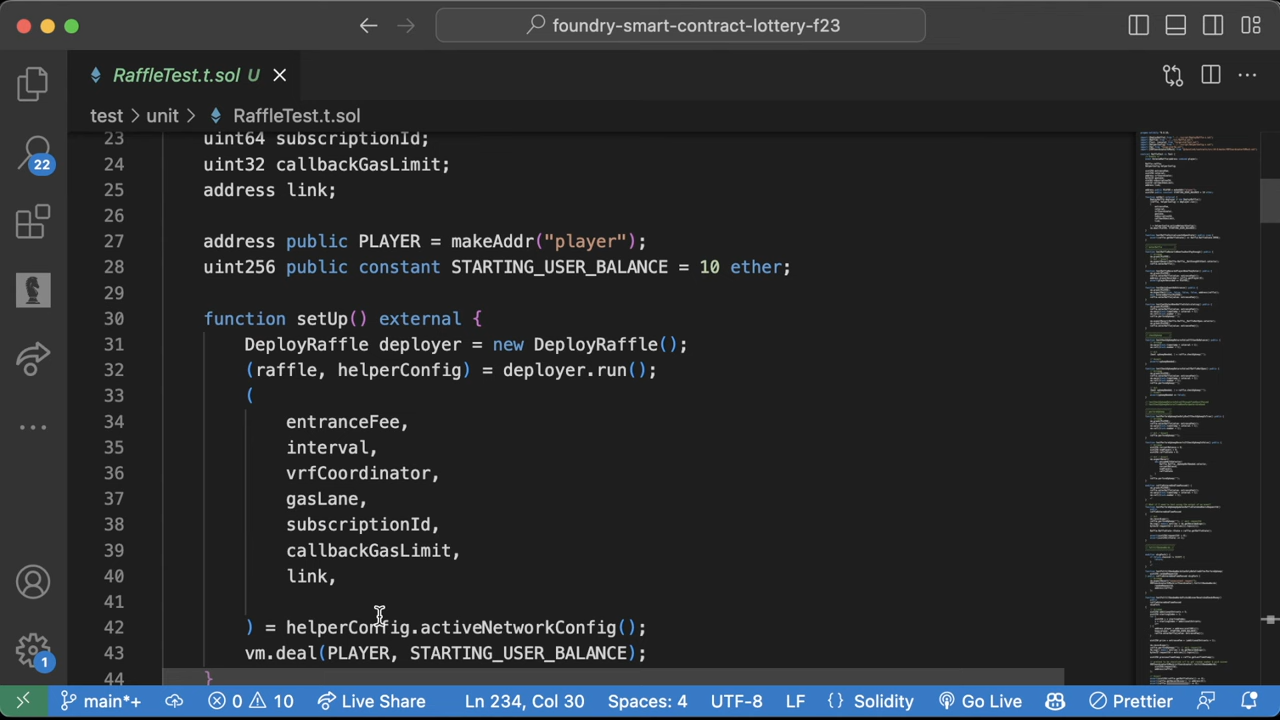 foundry-smart-contract-lottery-f23
RaffleTest.t.sol U
test > unit > RaffleTest.t.sol
23 uint64 subscriptionId;
24 uint32 callbackGasLimit;
25 address link;
26
27 address public PLAYER = ddr("player");
28 uint256 public constant NG_USER_BALANCE = 10 ether;
29
30 function setUp() external {
31 DeployRaffle deploye = new DeployRaffle();
32 (raffle, helperConfig) = deployer.run();
33 (
34 entranceFee,
35 interval,
36 vrfCoordinator,
37 gasLane,
38 subscriptionId,
39 callbackGasLimit,
40 link,
41
42 ) = helperConfig.activeNetworkConfig();
43 vm.deal(PLAYER, STARTING_USER_BALANCE);
44 }
22
1
main*+
0 10
Live Share
Ln 234, Col 30
Spaces: 4
UTF-8
LF
{} Solidity
Go Live
Prettier